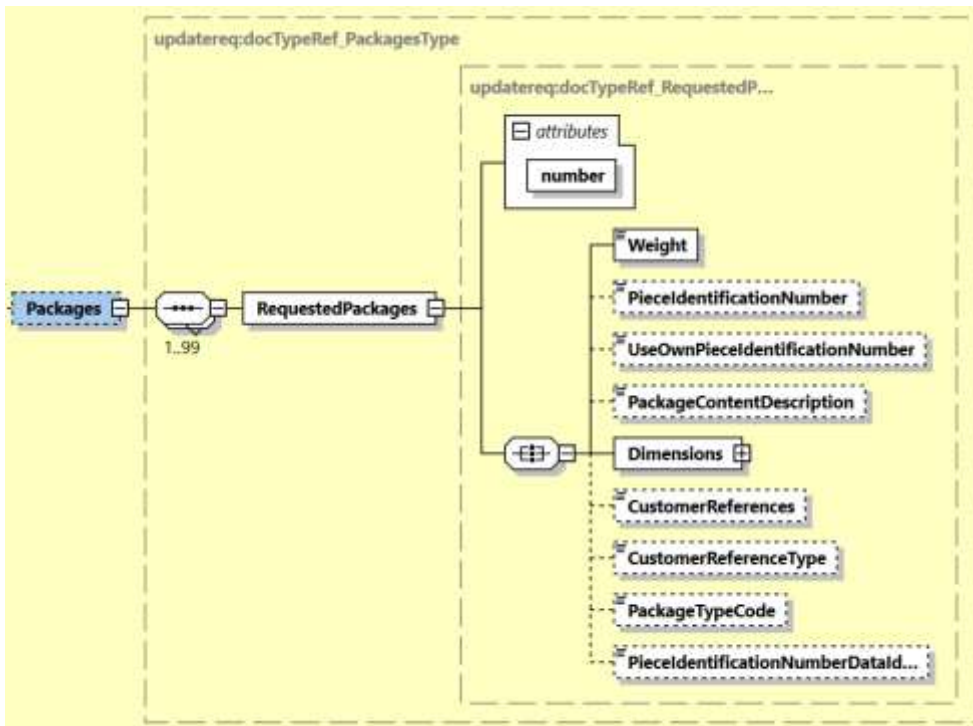 updatereq:docTypeRef_PackagesType
updatereq:docTypeRef_RequestedP...
attributes
number
Weight
PieceIdentificationNumber
Packages
RequestedPackages
1..99
UseOwnPieceIdentificationNumber
PackageContentDescription
Dimensions
CustomerReferences
CustomerReferenceType
PackageTypeCode
PieceIdentificationNumberDataId...